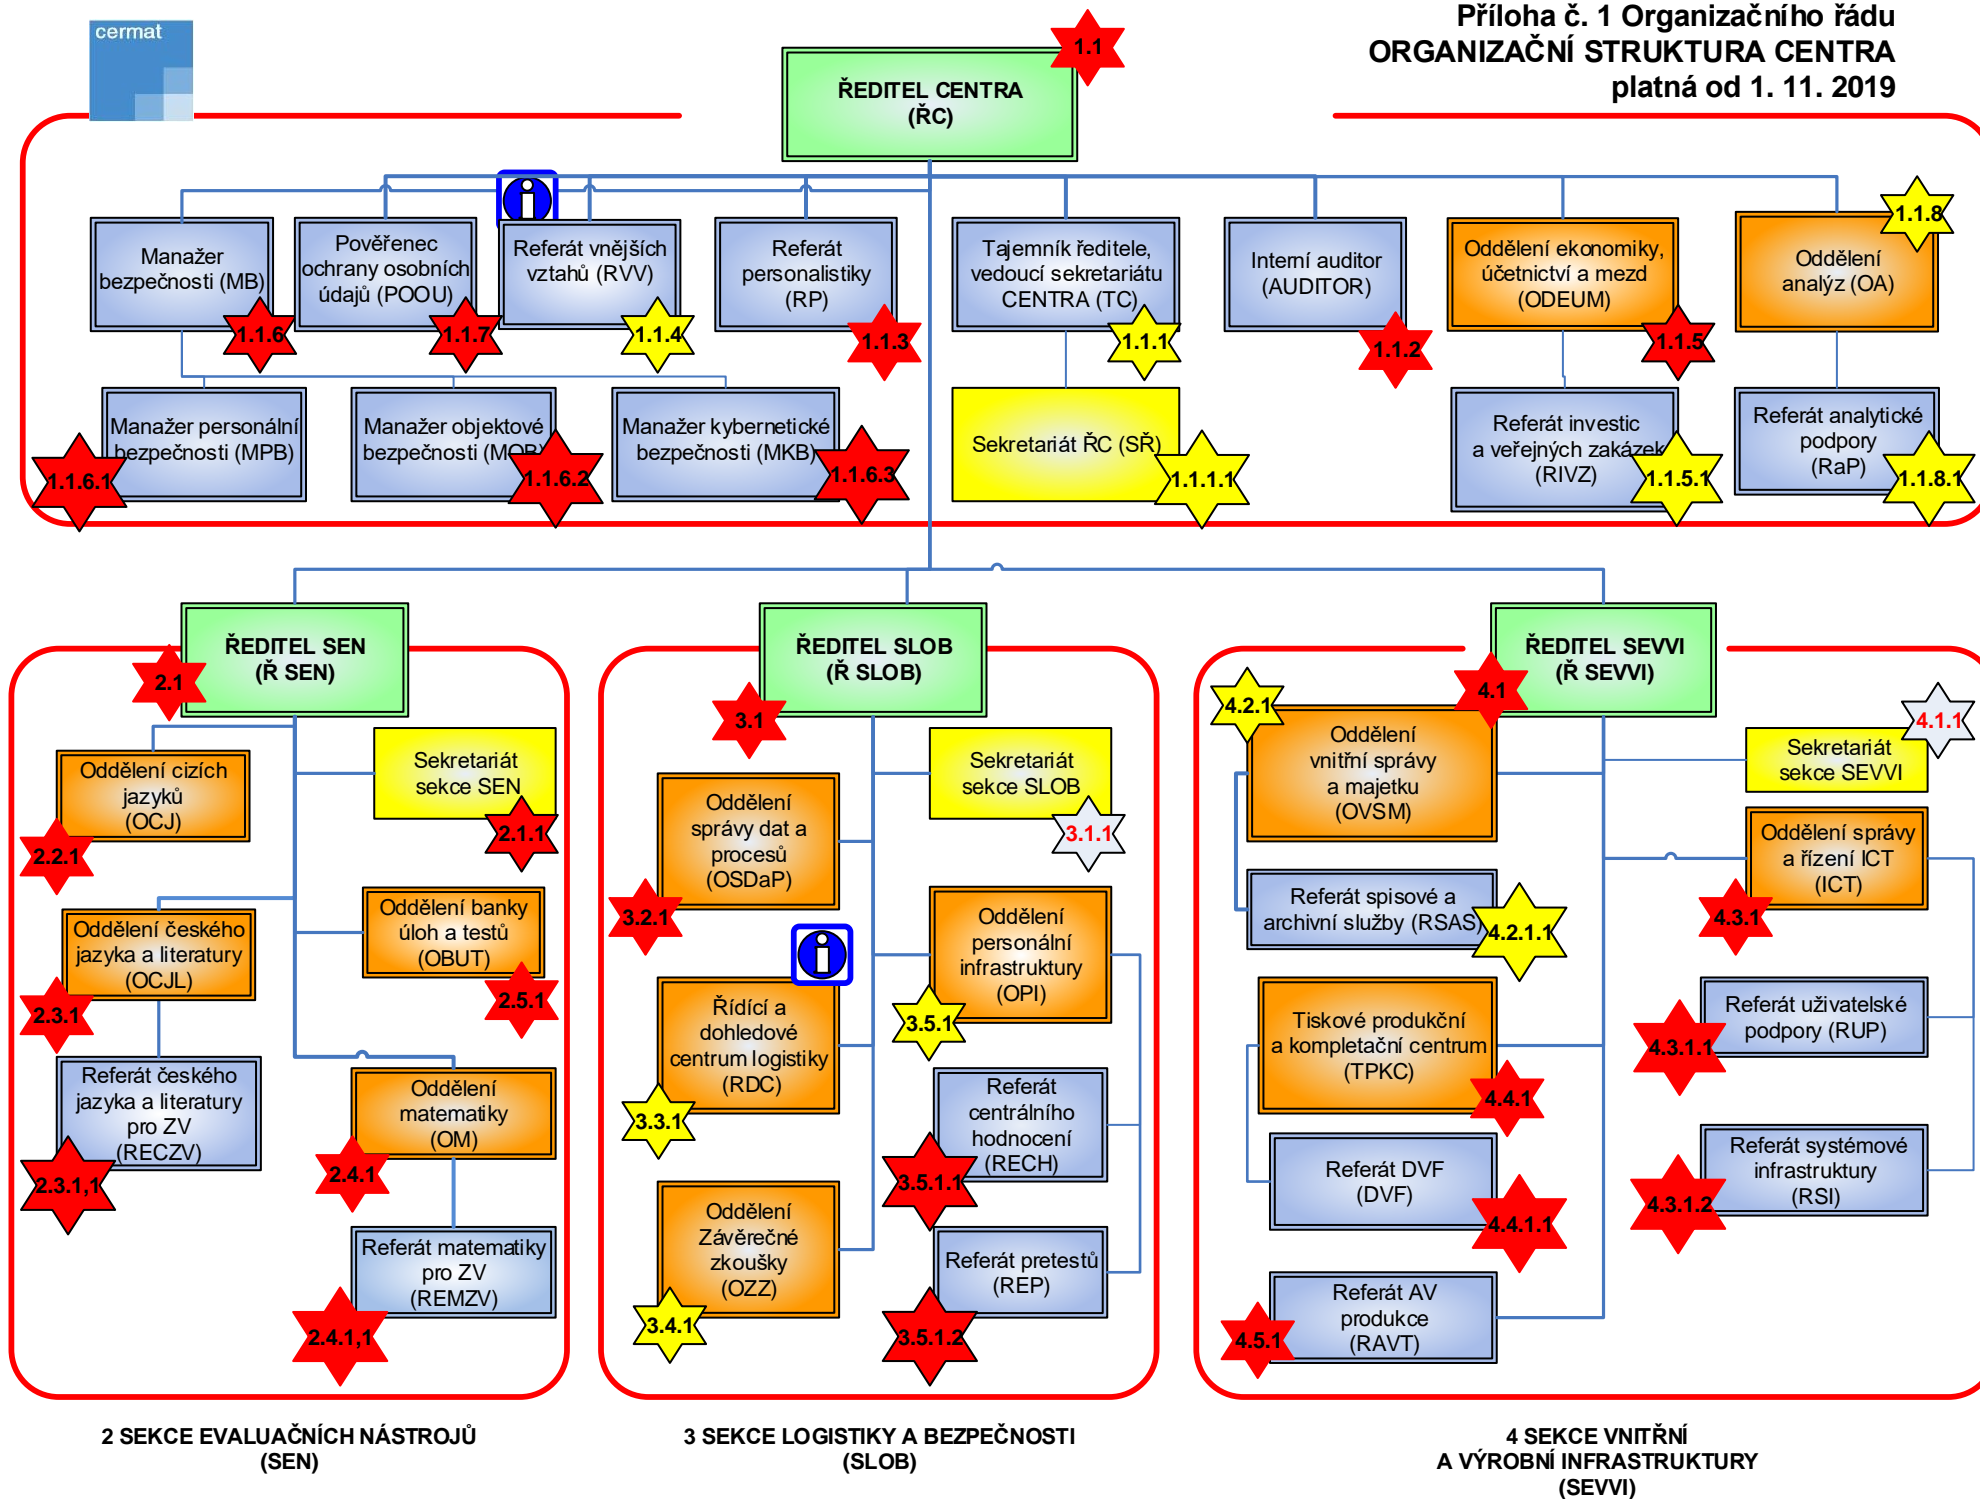 cermat
Příloha č. 1 Organizačního řádu
ORGANIZAČNÍ STRUKTURA CENTRA
platná od 1. 11. 2019
1.1
ŘEDITEL CENTRA
(ŘC)
Manažer
bezpečnosti (MB)
1.1.6
Pověřenec
ochrany osobních
údajů (POOU)
1.1.7
Referát vnějších
vztahů (RVV)
1.1.4
Referát
personalistiky
(RP)
1.1.3
Tajemník ředitele,
vedoucí sekretariátu
CENTRA (TC)
1.1.1
Interní auditor
(AUDITOR)
1.1.2
Oddělení ekonomiky,
účetnictví a mezd
(ODEUM)
1.1.5
1.1.8
Oddělení
analýz (OA)
Manažer personální
bezpečnosti (MPB)
1.1.6.1
Manažer objektové
bezpečnosti (MOB)
1.1.6.2
Manažer kybernetické
bezpečnosti (MKB)
1.1.6.3
Sekretariát ŘC (SŘ)
1.1.1.1
Referát investic
a veřejných zakázek
(RIVZ)
1.1.5.1
Referát analytické
podpory
(RaP)
1.1.8.1
ŘEDITEL SEN
(Ř SEN)
2.1
Sekretariát
sekce SEN
2.1.1
Oddělení cizích
jazyků
(OCJ)
2.2.1
Oddělení banky
úloh a testů
(OBUT)
2.5.1
Oddělení českého
jazyka a literatury
(OCJL)
2.3.1
Referát českého
jazyka a literatury
pro ZV
(RECZV)
2.3.1,1
Oddělení
matematiky
(OM)
2.4.1
Referát matematiky
pro ZV
(REMZV)
2.4.1,1
2 SEKCE EVALUAČNÍCH NÁSTROJŮ
(SEN)
ŘEDITEL SLOB
(Ř SLOB)
3.1
Sekretariát
sekce SLOB
3.1.1
Oddělení
správy dat a
procesů
(OSDaP)
3.2.1
Oddělení
personální
infrastruktury
(OPI)
3.5.1
Řídící a
dohledové
centrum logistiky
(RDC)
3.3.1
Referát
centrálního
hodnocení
(RECH)
3.5.1.1
Oddělení
Závěrečné
zkoušky
(OZZ)
3.4.1
Referát pretestů
(REP)
3.5.1.2
3 SEKCE LOGISTIKY A BEZPEČNOSTI
(SLOB)
ŘEDITEL SEVVI
(Ř SEVVI)
4.1
4.2.1
Oddělení
vnitřní správy
a majetku
(OVSM)
4.1.1
Sekretariát
sekce SEVVI
Oddělení správy
a řízení ICT
(ICT)
4.3.1
Referát spisové a
archivní služby (RSAS)
4.2.1.1
Referát uživatelské
podpory (RUP)
4.3.1.1
Tiskové produkční
a kompletační centrum
(TPKC)
4.4.1
Referát systémové
infrastruktury
(RSI)
4.3.1.2
Referát DVF
(DVF)
4.4.1.1
Referát AV
produkce
(RAVT)
4.5.1
4 SEKCE VNITŘNÍ
A VÝROBNÍ INFRASTRUKTURY
(SEVVI)